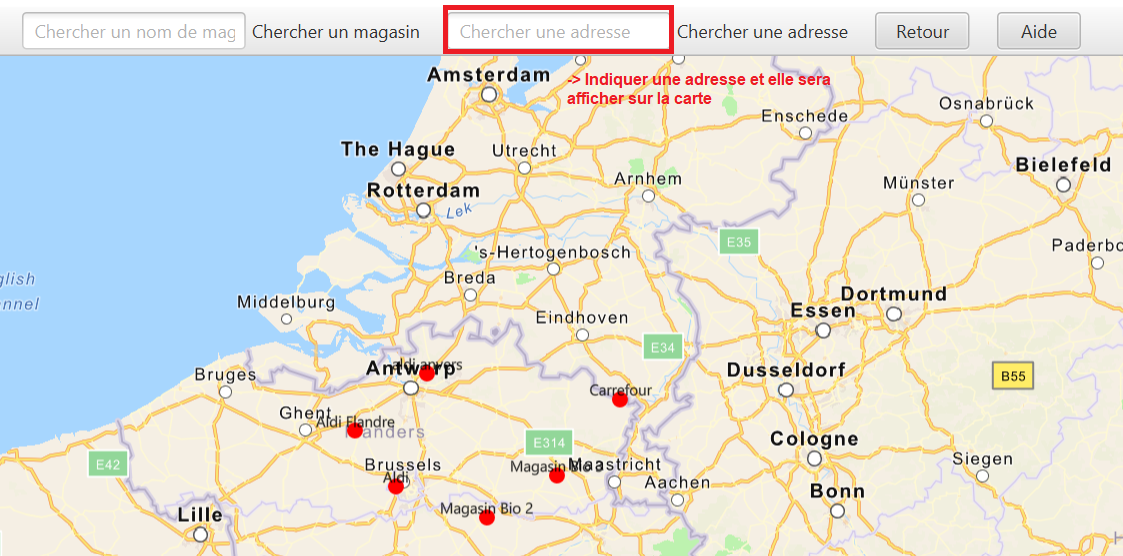 Chercher un nom de mag
Chercher un magasin
Chercher une adresse
Chercher une adresse
Retour
Aide
-> Indiquer une adresse et elle sera
afficher sur la carte
Amsterdam
Osnabrück
Enschede
The Hague
Utrecht
Bielefeld
Arnhem
Münster
Rotterdam
Lek
E35
's-Hertogenbosch
Paderbo
glish
nnel
Breda
Middelburg
Dortmund
Essen
Eindhoven
E34
aldi anvers
Antwerp
Dusseldorf
Bruges
B55
Carrefour
Ghent
Aldi Flandre
Flanders
E314
Cologne
E42
Brussels
Magasin Bio 3
Maastricht
Siegen
Aldi
Aachen
Bonn
Magasin Bio 2
Lille
H